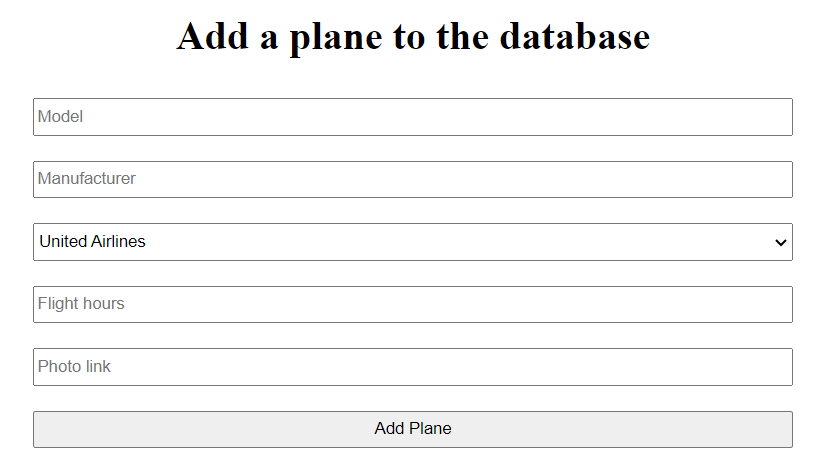 Add a plane to the database
Model
Manufacturer
United Airlines
Flight hours
Photo link
Add Plane